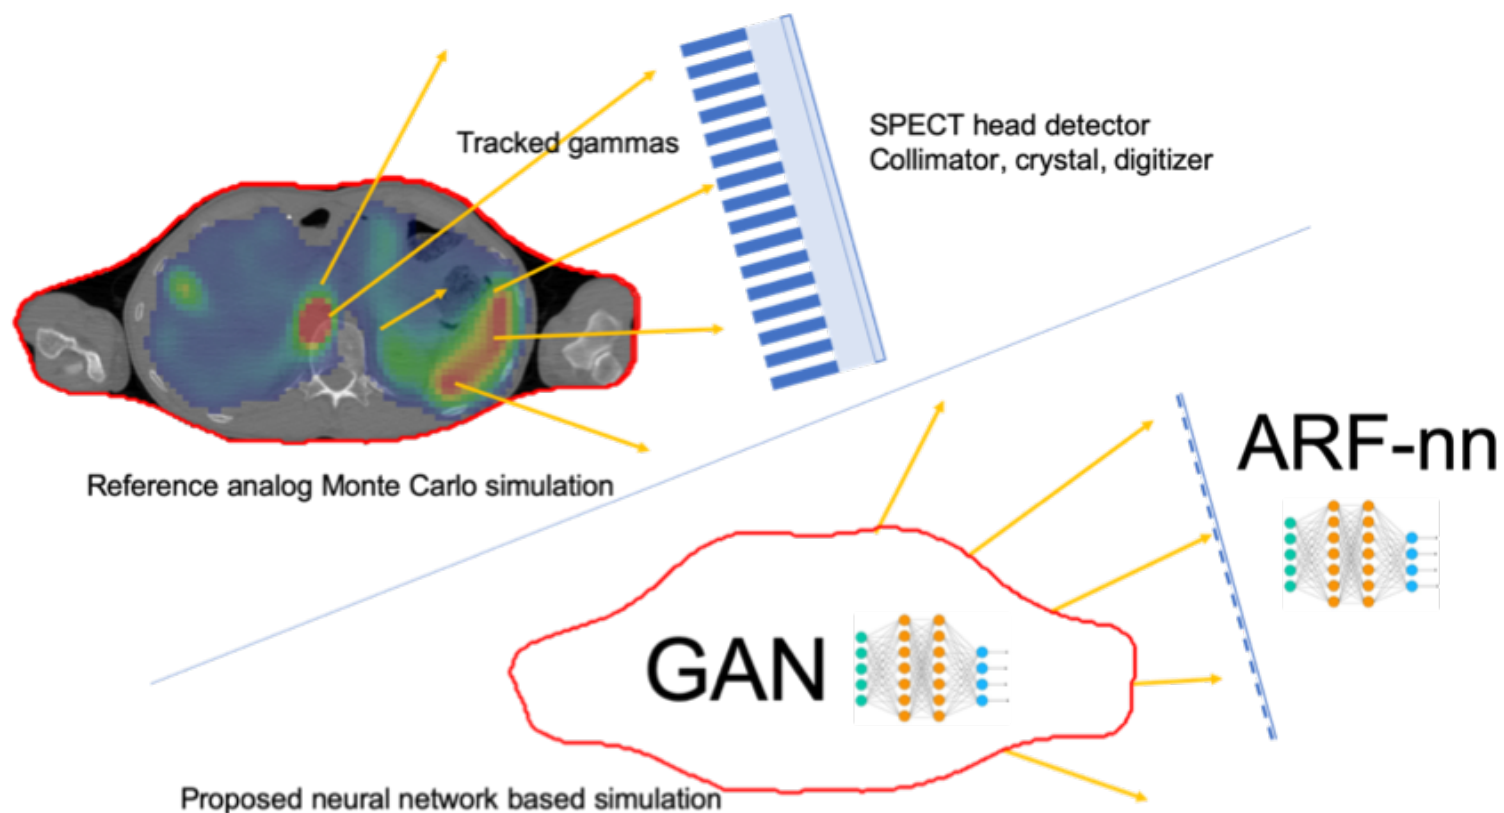 Tracked gammas
SPECT head detector
Collimator, crystal, digitizer
Reference analog Monte Carlo simulation
ARF-nn
GAN
Proposed neural network based simulation